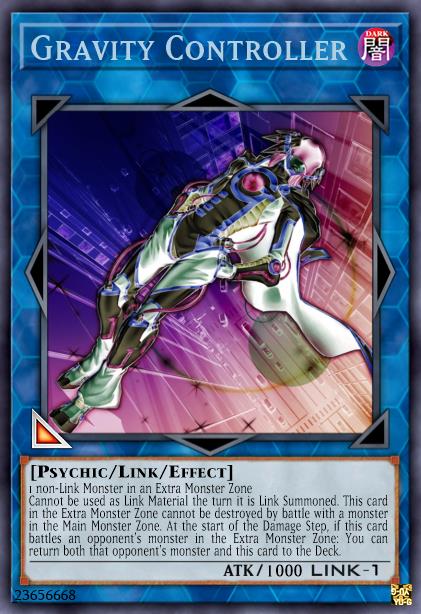 GRAVITY CONTROLLER
DARK
闇
[PSYCHIC/LINK/EFFECT]
1 non-Link Monster in an Extra Monster Zone
Cannot be used as Link Material the turn it is Link Summoned. This card
in the Extra Monster Zone cannot be destroyed by battle with a monster
in the Main Monster Zone. At the start of the Damage Step, if this card
battles an opponent's monster in the Extra Monster Zone: You can
return both that opponent's monster and this card to the Deck.
ATK/1000 LINK-1
23656668